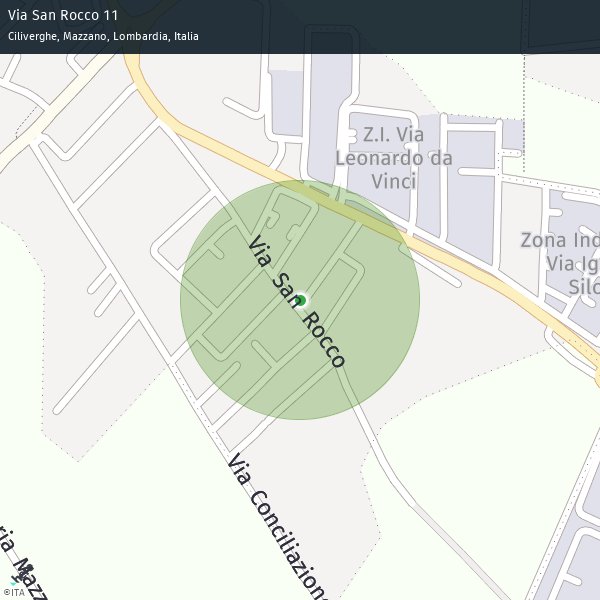 Via San Rocco 11
Ciliverghe, Mazzano, Lombardia, Italia
Z.I. Via
Leonardo da
Vinci
Zona Ind
Via Ig
Silo
Via San Rocco
Via Conciliazione
ria Mazz
©ITA